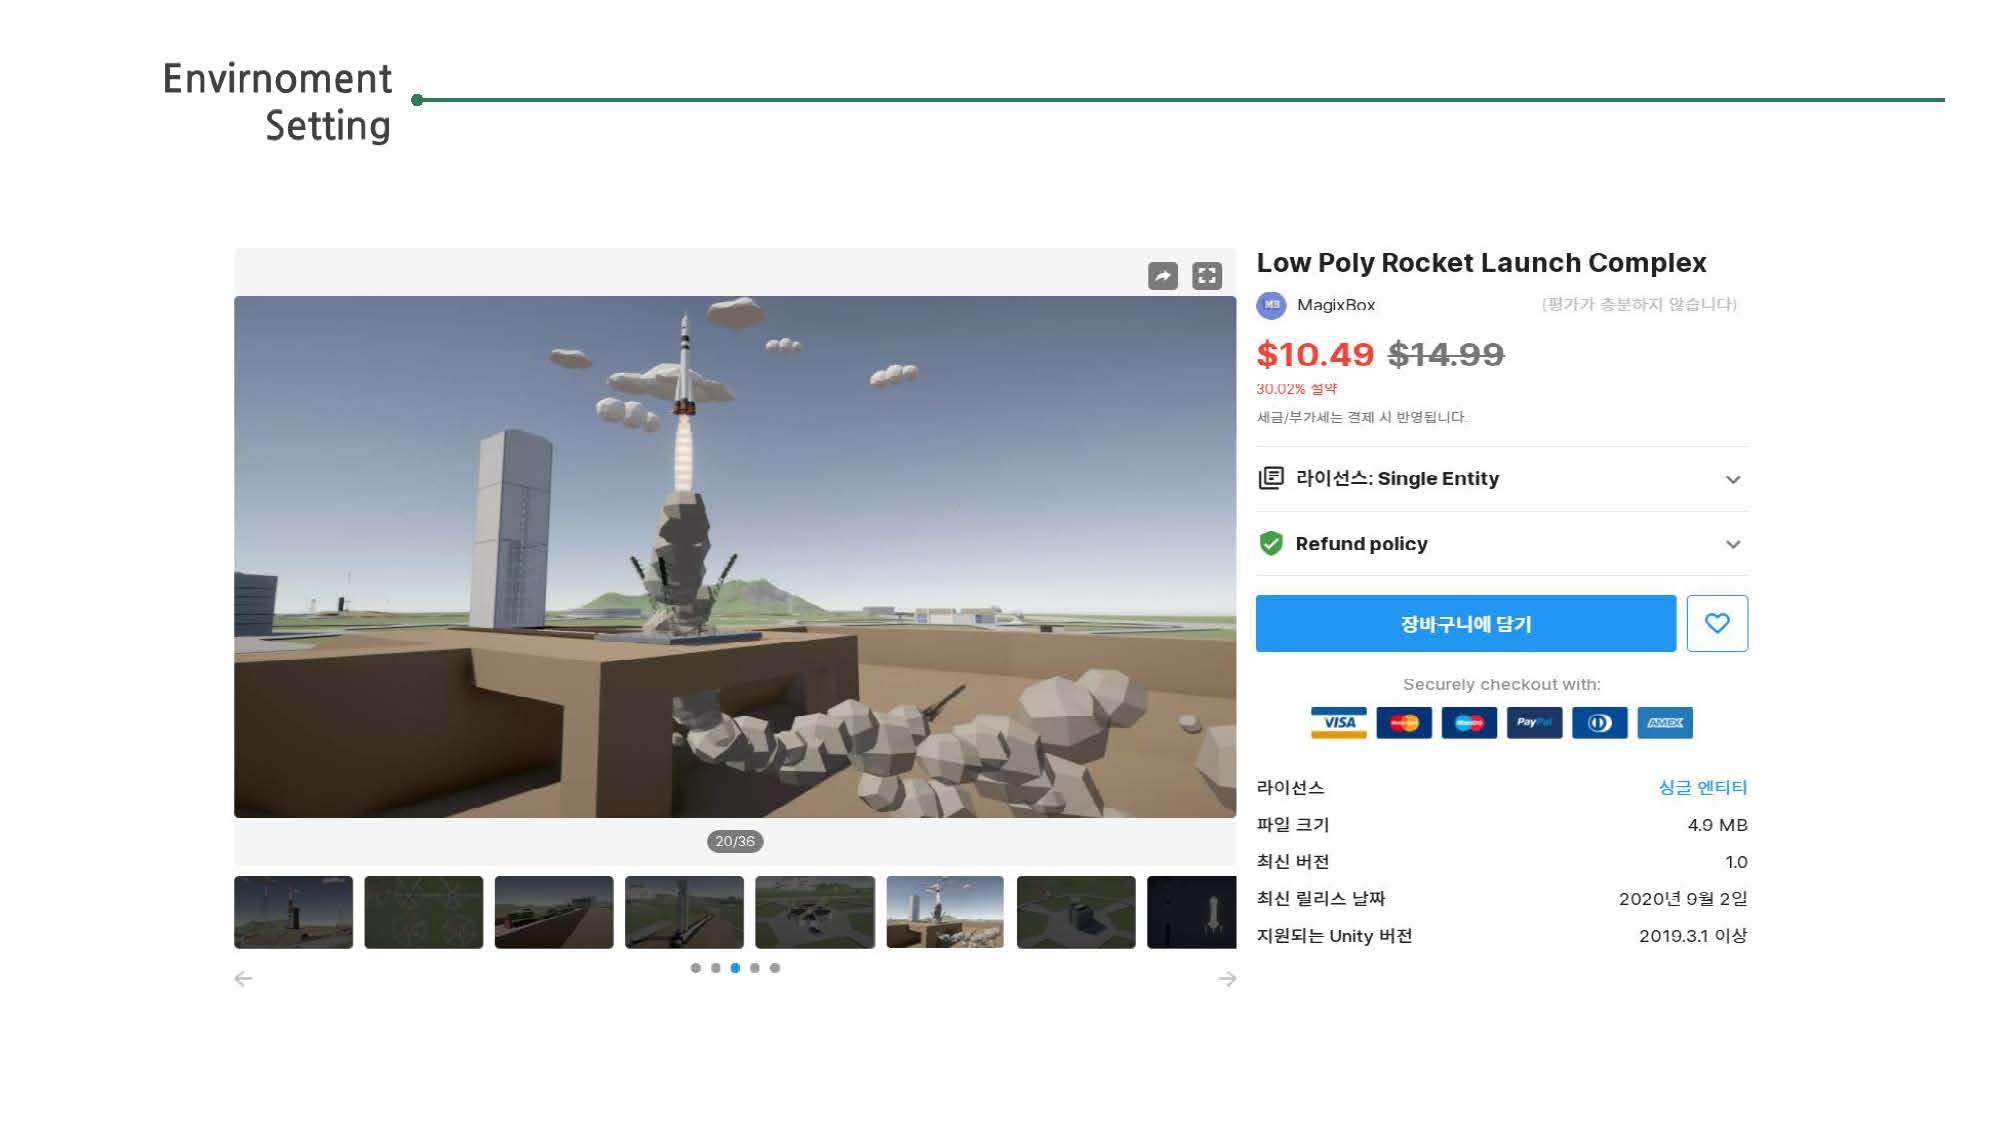 Envirnoment
Setting
Low Poly Rocket Launch Complex
MB MagixBox (평가가 충분하지 않습니다)
$10.49 $14.99
30.02% 절약
세금/부가세는 결제 시 반영됩니다.
라이선스: Single Entity
Refund policy
장바구니에 담기
Securely checkout with:
VISA MasterCard Maestro PayPal AMEX
라이선스 싱글 엔티티
파일 크기 4.9 MB
최신 버전 1.0
최신 릴리스 날짜 2020년 9월 2일
지원되는 Unity 버전 2019.3.1 이상
20/36